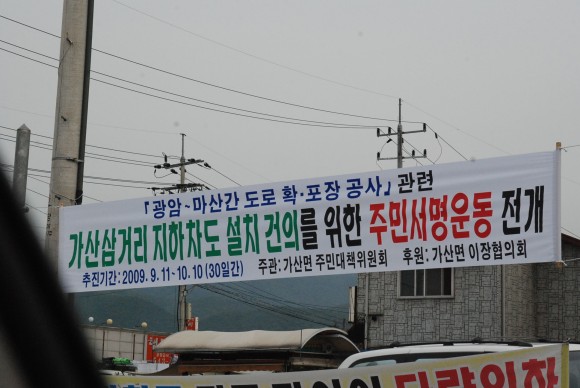 「광암~마산간 도로 확·포장 공사」 관련
가산삼거리 지하차도 설치 건의를 위한 주민서명운동 전개
추진기간: 2009. 9. 11~10. 10 (30일간) 주관: 가산면 주민대책위원회 후원: 가산면 이장협의회